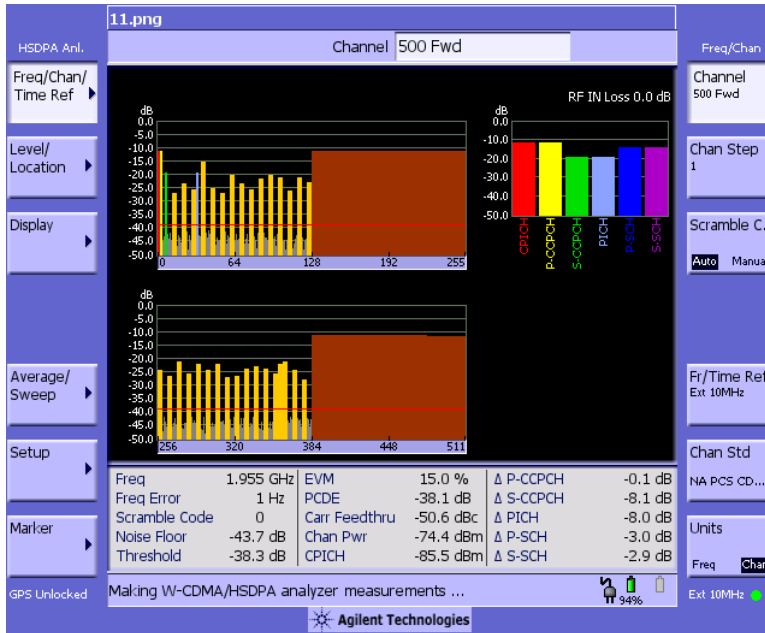 11.png
HSDPA Anl.
Channel 500 Fwd
Freq/Chan
Freq/Chan/
Time Ref
Level/
Location
Display
Average/
Sweep
Setup
Marker
GPS Unlocked
RF IN Loss 0.0 dB
dB
0.0
-5.0
-10.0
-15.0
-20.0
-25.0
-30.0
-35.0
-40.0
-45.0
-50.0
0 64 128 192 255
dB
0.0
-10.0
-20.0
-30.0
-40.0
-50.0
CPICH
P-CCPCH
S-CCPCH
PICH
P-SCH
S-SCH
dB
0.0
-5.0
-10.0
-15.0
-20.0
-25.0
-30.0
-35.0
-40.0
-45.0
-50.0
256 320 384 448 511
Freq 1.955 GHz EVM 15.0 % Δ P-CCPCH -0.1 dB
Freq Error 1 Hz PCDE -38.1 dB Δ S-CCPCH -8.1 dB
Scramble Code 0 Carr Feedthru -50.6 dBc Δ PICH -8.0 dB
Noise Floor -43.7 dB Chan Pwr -74.4 dBm Δ P-SCH -3.0 dB
Threshold -38.3 dB CPICH -85.5 dBm Δ S-SCH -2.9 dB
Making W-CDMA/HSDPA analyzer measurements ...
94%
Agilent Technologies
Channel
500 Fwd
Chan Step
1
Scramble C.
Auto Manua
Fr/Time Ref
Ext 10MHz
Chan Std
NA PCS CD...
Units
Freq Chan
Ext 10MHz